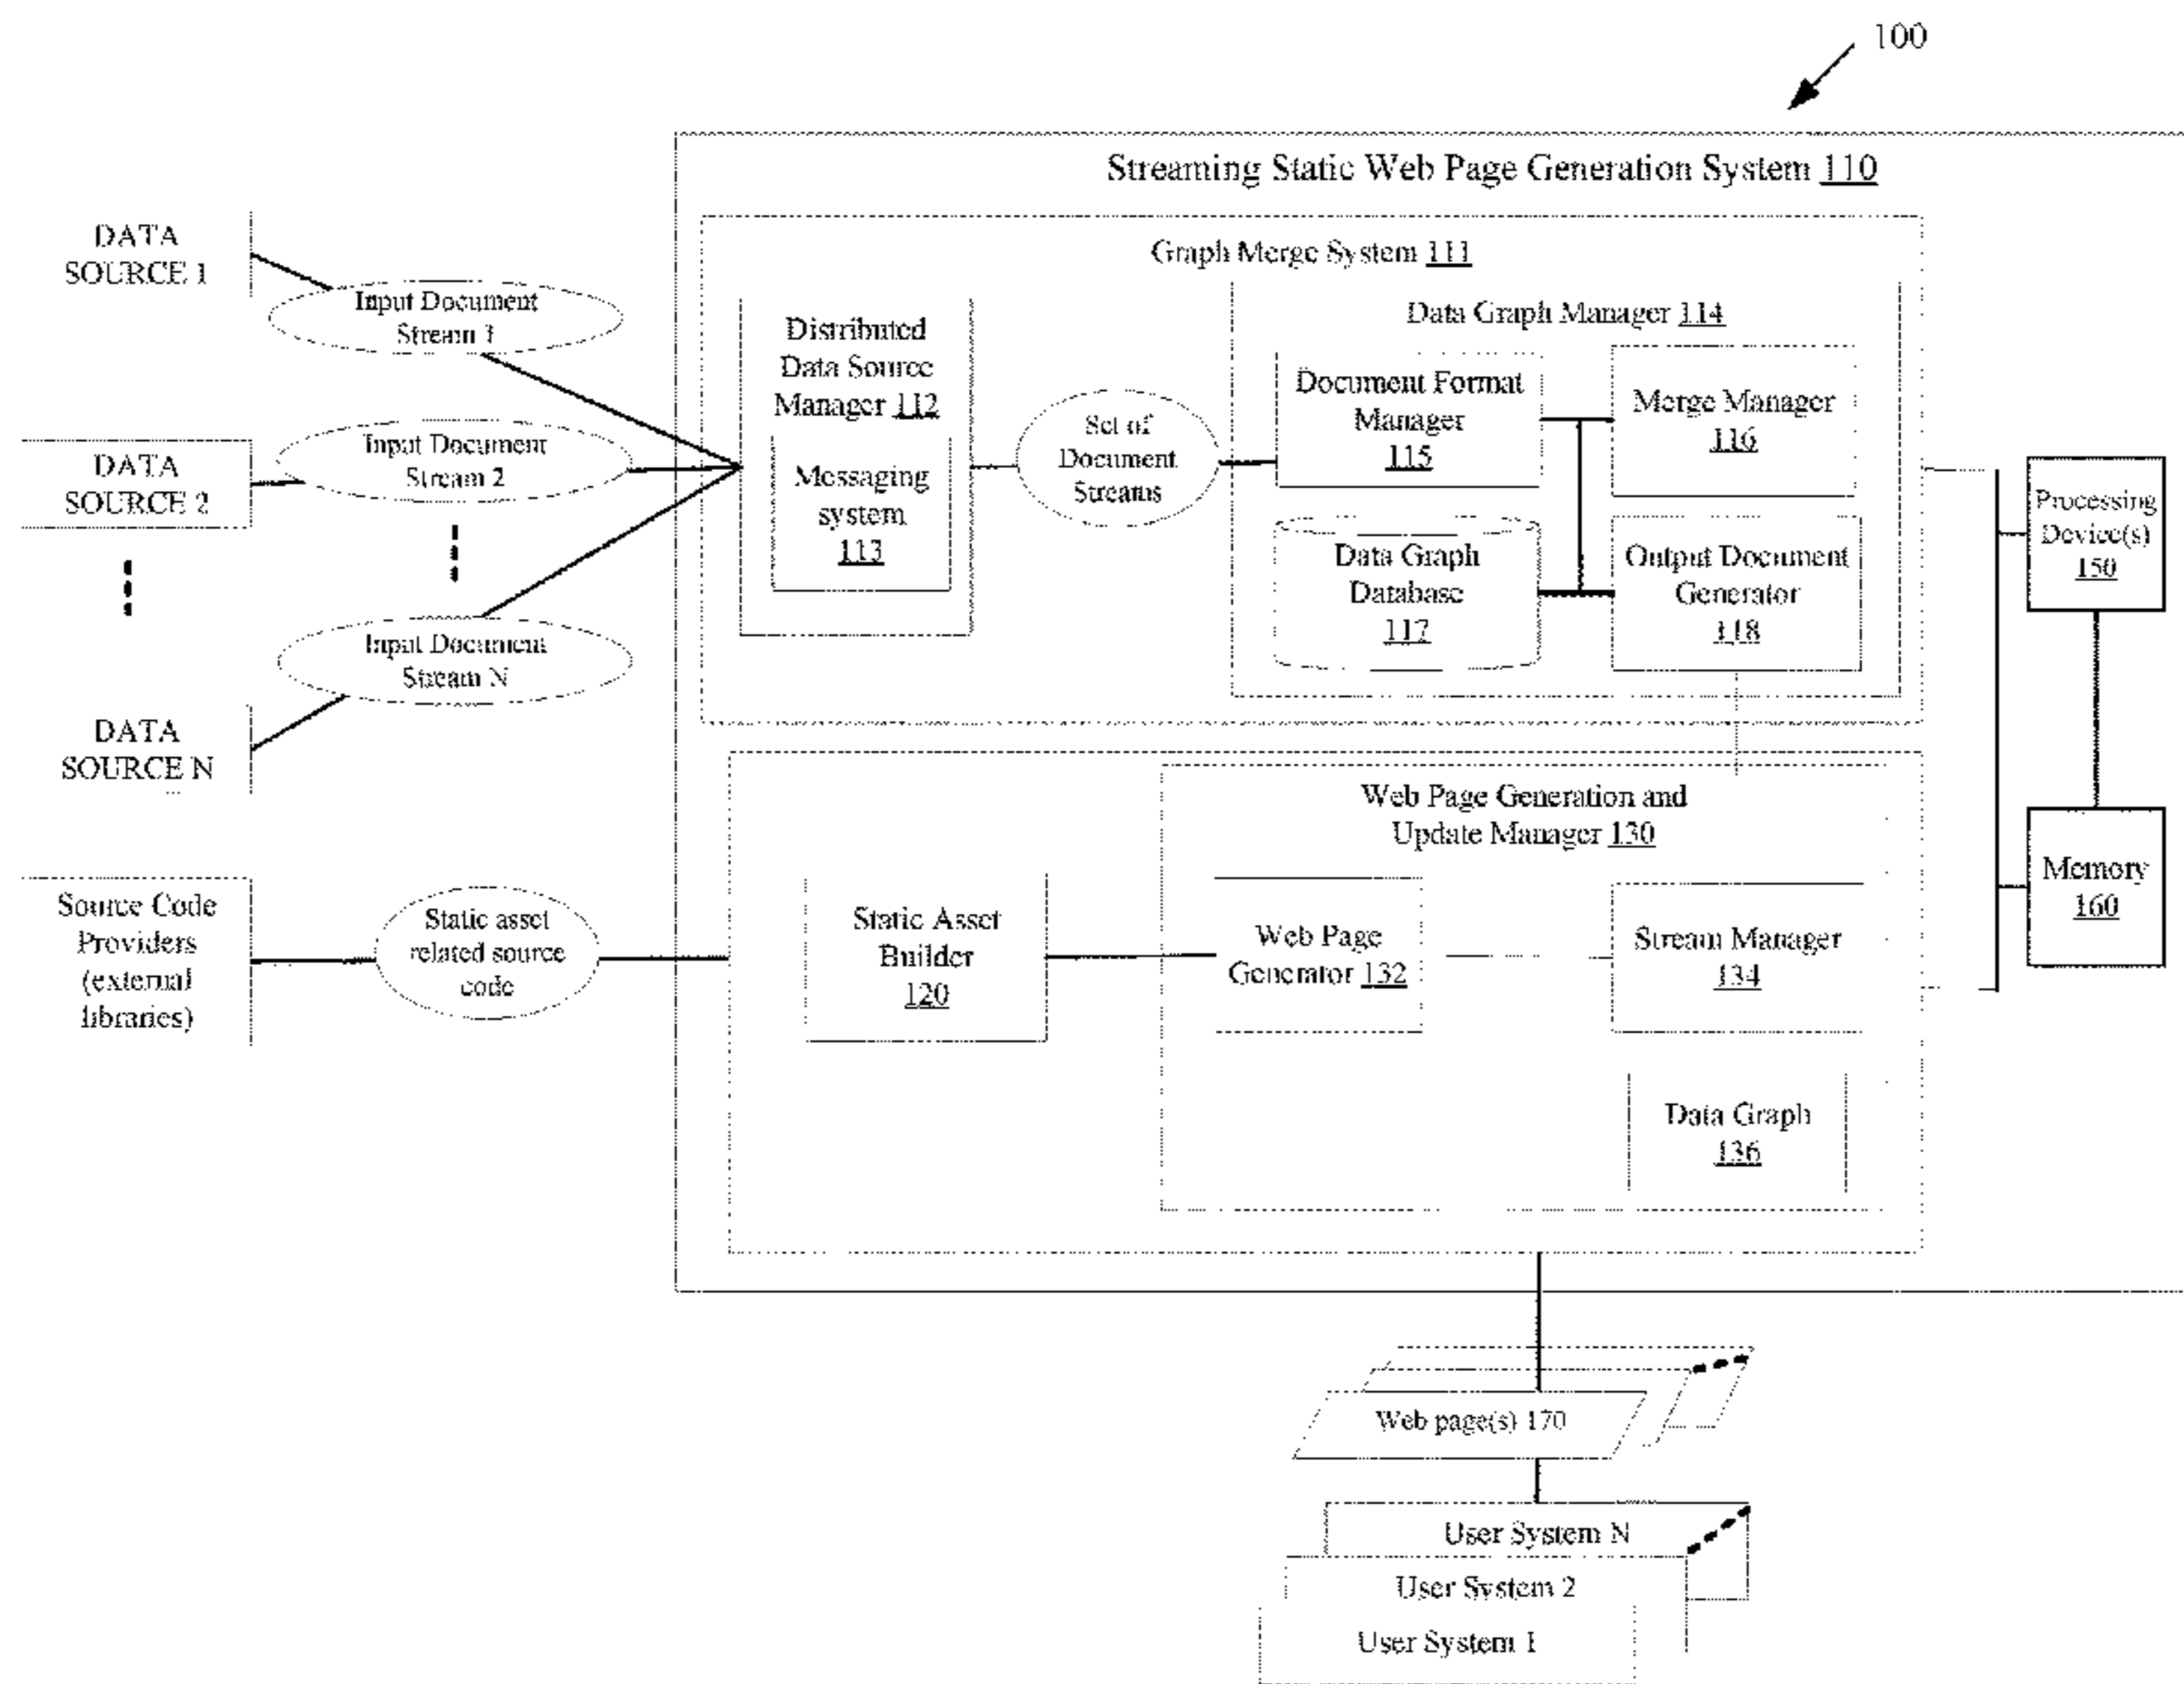 100
Streaming Static Web Page Generation System 110
Graph Merge System 111
DATA
SOURCE 1
Input Document
Stream 1
DATA
SOURCE 2
Input Document
Stream 2
Input Document
Stream N
DATA
SOURCE N
Distributed
Data Source
Manager 112
Messaging
system
113
Set of
Document
Streams
Data Graph Manager 114
Document Format
Manager
115
Merge Manager
116
Data Graph
Database
117
Output Document
Generator
118
Processing
Device(s)
150
Memory
160
Source Code
Providers
(external
libraries)
Static asset
related source
code
Static Asset
Builder
120
Web Page Generation and
Update Manager 130
Web Page
Generator 132
Stream Manager
134
Data Graph
136
Web page(s) 170
User System N
User System 2
User System 1